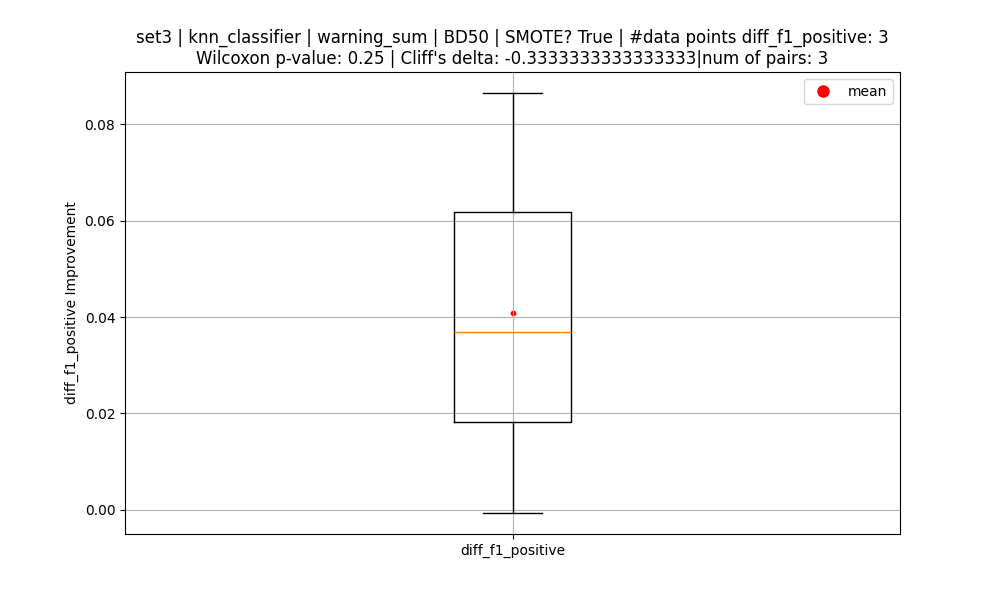 set3 | knn_classifier | warning_sum | BD50 | SMOTE? True | #data points diff_f1_positive: 3
Wilcoxon p-value: 0.25 | Cliff's delta: -0.3333333333333333|num of pairs: 3
mean
0.08
0.06
0.04
0.02
0.00
diff_f1_positive Improvement
diff_f1_positive